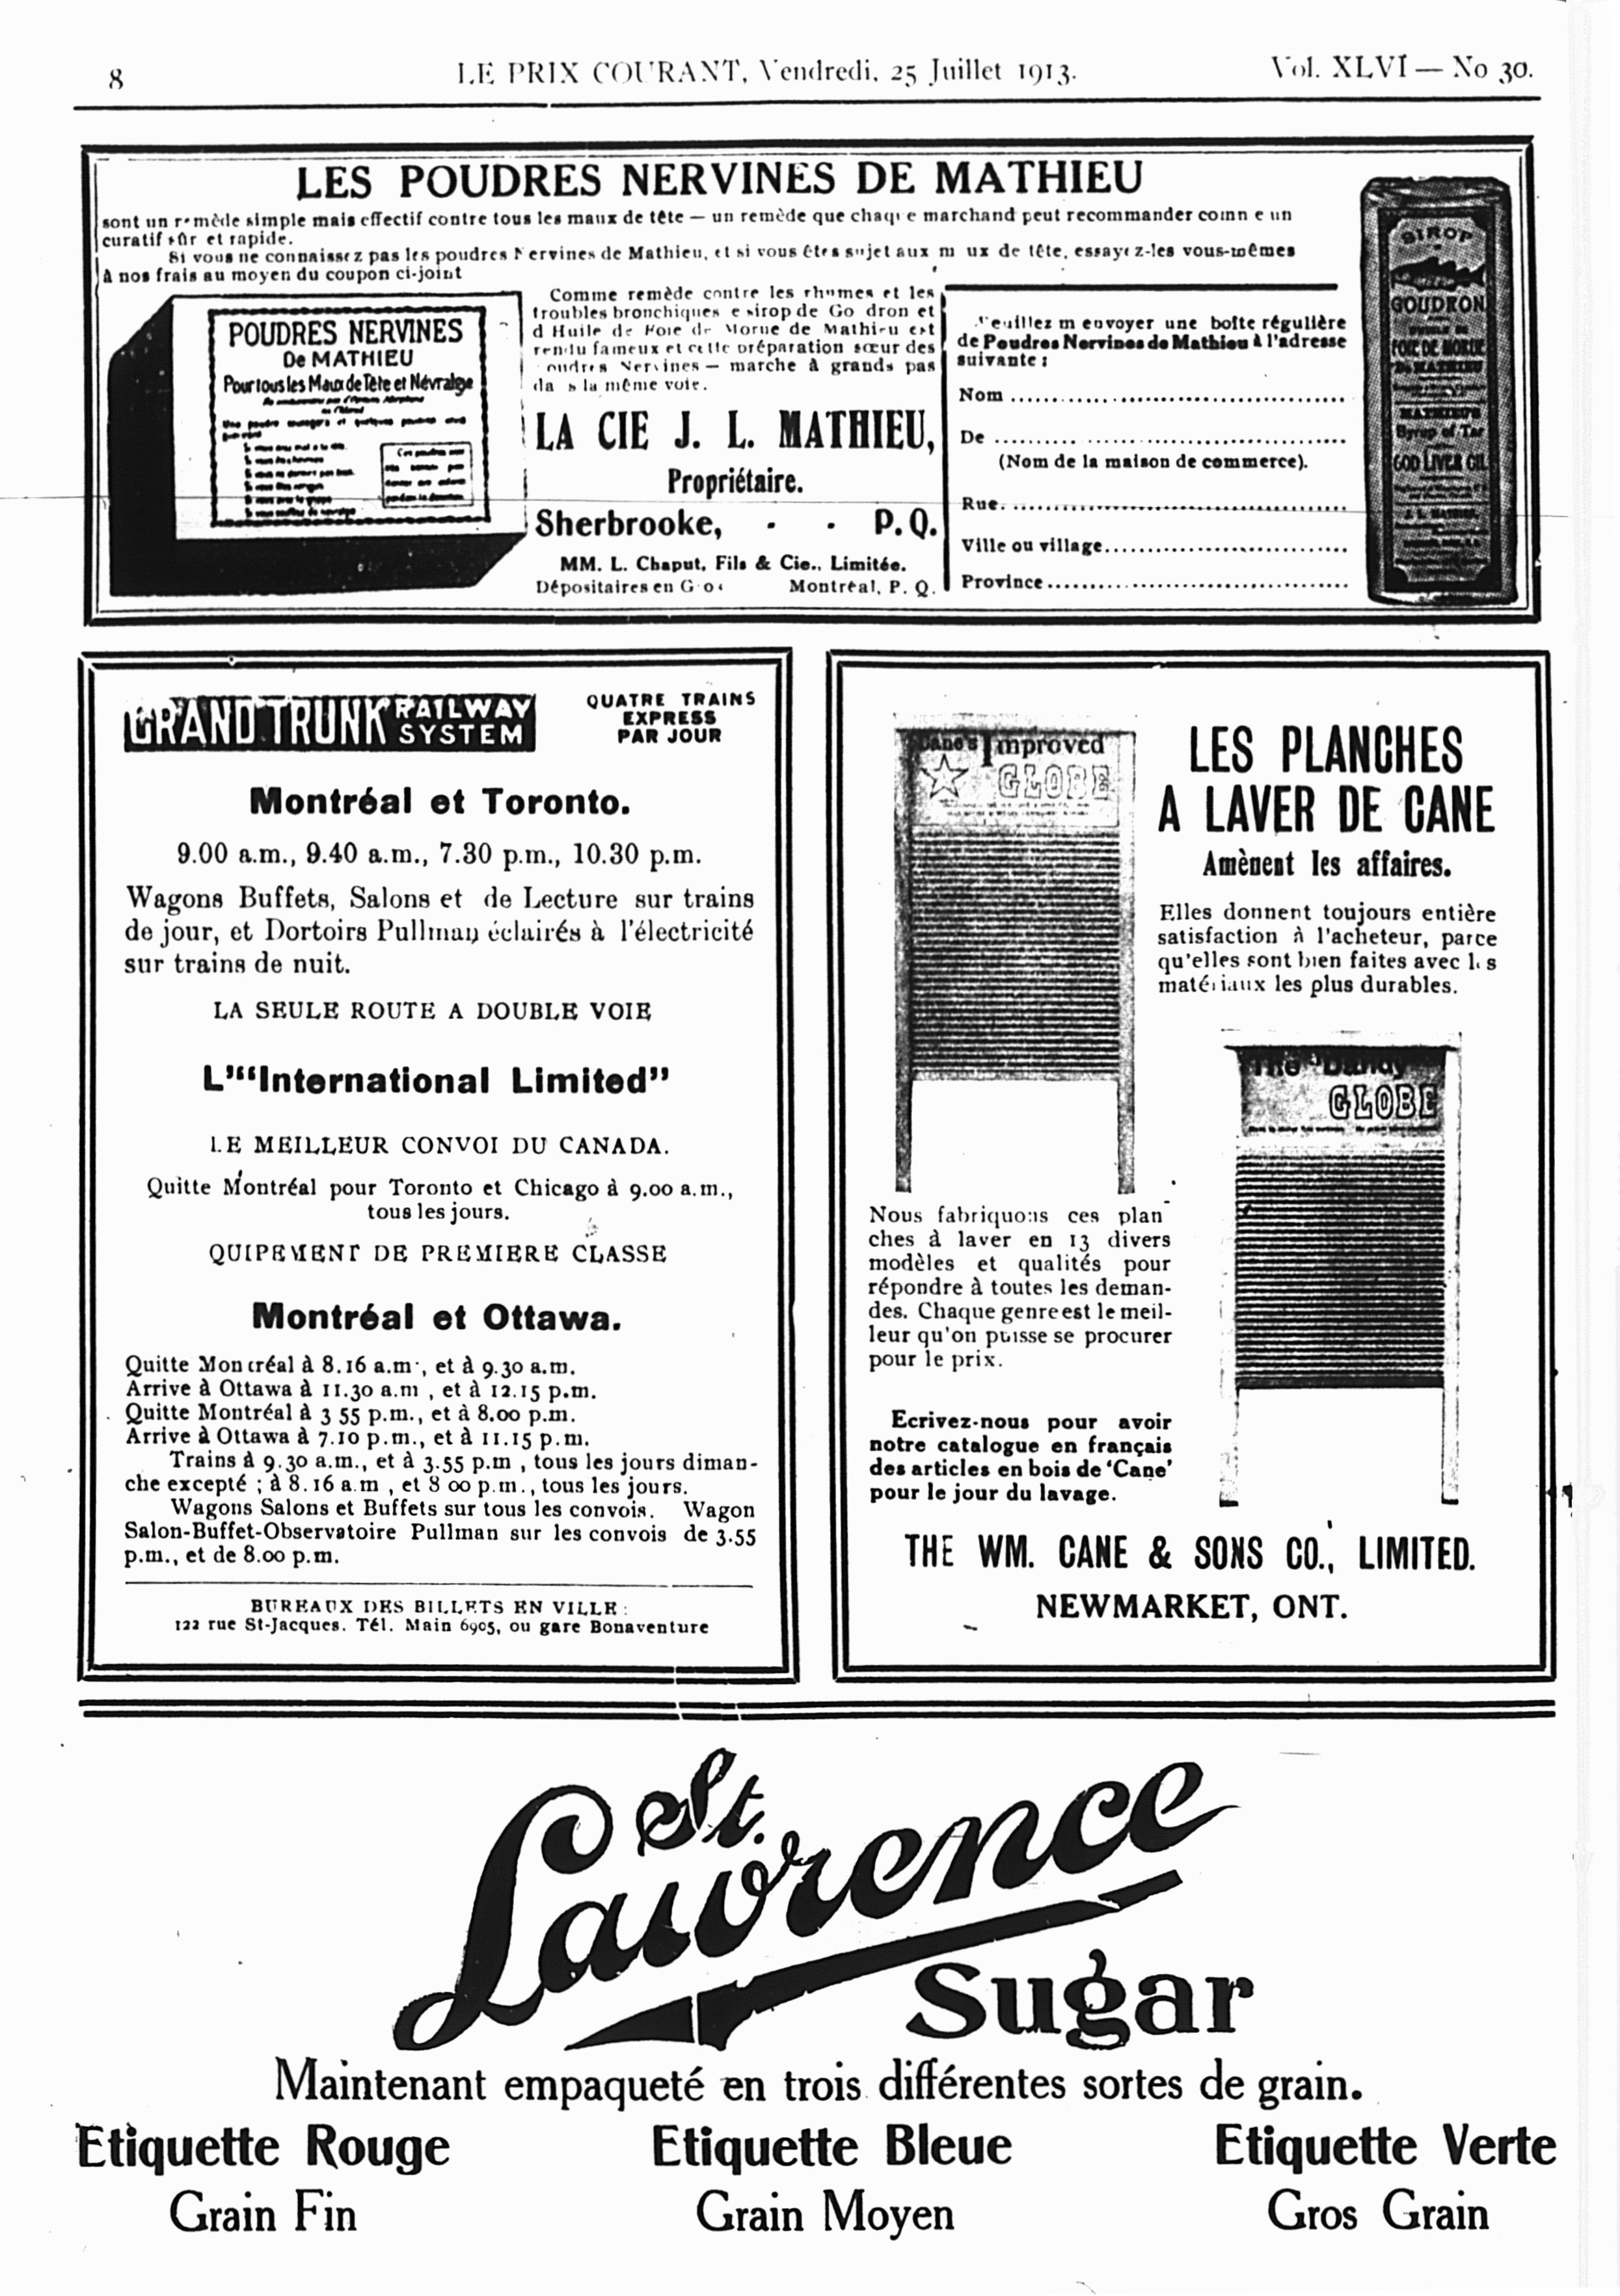 8
LE PRIX COURANT, Vendredi, 25 Juillet 1913.
Vol. XLVI — No 30.
LES POUDRES NERVINES DE MATHIEU
sont un remède simple mais effectif contre tous les maux de tête — un remède que chaque marchand peut recommander comme un
curatif sûr et rapide.
Si vous ne connaissez pas les poudres Nervines de Mathieu, et si vous êtes sujet aux maux de tête, essayez-les vous-mêmes
à nos frais au moyen du coupon ci-joint
POUDRES NERVINES
De MATHIEU
Pour tous les Maux de Tête et Névralgie
Comme remède contre les rhumes et les
troubles bronchiques le sirop de Goudron et
d'Huile de Foie de Morue de Mathieu est
rendu fameux et cette préparation sœur des
Poudres Nervines — marche à grands pas
dans la même voie.
LA CIE J. L. MATHIEU,
Propriétaire.
Sherbrooke, - - P. Q.
MM. L. Chaput, Fils & Cie., Limitée.
Dépositaires en Gros Montréal, P. Q.
Veuillez m'envoyer une boîte régulière
de Poudres Nervines de Mathieu à l'adresse
suivante :
Nom
De
(Nom de la maison de commerce).
Rue.
Ville ou village
Province
SIROP
GOUDRON
FOIE DE MORUE
DE MATHIEU
MATHIEU'S
Syrup of Tar
COD LIVER OIL
GRAND TRUNK RAILWAY SYSTEM
QUATRE TRAINS
EXPRESS
PAR JOUR
Montréal et Toronto.
9.00 a.m., 9.40 a.m., 7.30 p.m., 10.30 p.m.
Wagons Buffets, Salons et de Lecture sur trains
de jour, et Dortoirs Pullman éclairés à l'électricité
sur trains de nuit.
LA SEULE ROUTE A DOUBLE VOIE
L'"International Limited"
LE MEILLEUR CONVOI DU CANADA.
Quitte Montréal pour Toronto et Chicago à 9.00 a.m.,
tous les jours.
QUIPEMENT DE PREMIERE CLASSE
Montréal et Ottawa.
Quitte Montréal à 8.16 a.m., et à 9.30 a.m.
Arrive à Ottawa à 11.30 a.m , et à 12.15 p.m.
Quitte Montréal à 3 55 p.m., et à 8.00 p.m.
Arrive à Ottawa à 7.10 p.m., et à 11.15 p.m.
Trains à 9.30 a.m., et à 3.55 p.m , tous les jours diman-
che excepté ; à 8.16 a.m , et 8 00 p.m., tous les jours.
Wagons Salons et Buffets sur tous les convois. Wagon
Salon-Buffet-Observatoire Pullman sur les convois de 3.55
p.m., et de 8.00 p.m.
BUREAUX DES BILLETS EN VILLE :
122 rue St-Jacques. Tél. Main 6905, ou gare Bonaventure
Cane's Improved
GLOBE
LES PLANCHES
A LAVER DE CANE
Amènent les affaires.
Elles donnent toujours entière
satisfaction à l'acheteur, parce
qu'elles sont bien faites avec les
matériaux les plus durables.
The "Dandy"
GLOBE
Nous fabriquons ces plan
ches à laver en 13 divers
modèles et qualités pour
répondre à toutes les deman-
des. Chaque genre est le meil-
leur qu'on puisse se procurer
pour le prix.
Ecrivez-nous pour avoir
notre catalogue en français
des articles en bois de 'Cane'
pour le jour du lavage.
THE WM. CANE & SONS CO., LIMITED.
NEWMARKET, ONT.
St.
Lawrence
Sugar
Maintenant empaqueté en trois différentes sortes de grain.
Etiquette Rouge Etiquette Bleue Etiquette Verte
Grain Fin Grain Moyen Gros Grain